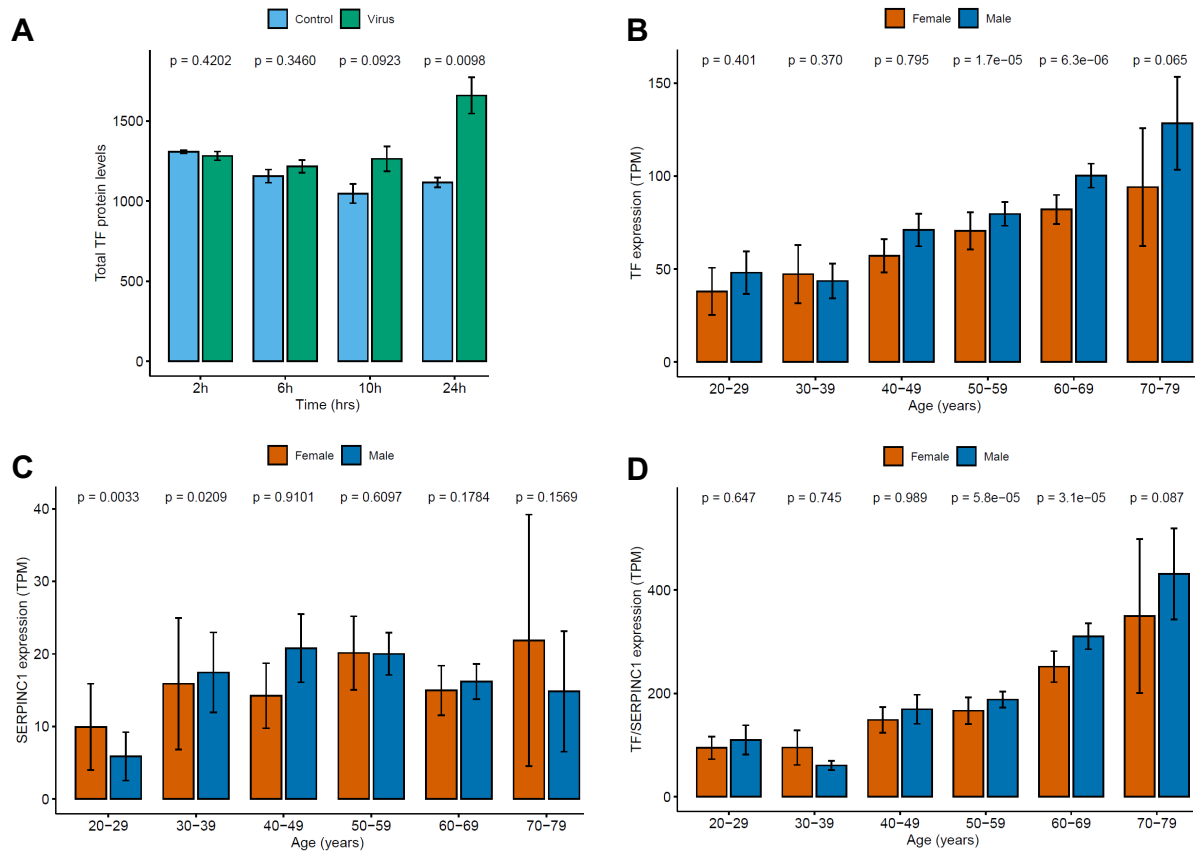 A
Control Virus
p = 0.4202 p = 0.3460 p = 0.0923 p = 0.0098
Total TF protein levels
1500
1000
500
0
2h 6h 10h 24h
Time (hrs)
B
Female Male
p = 0.401 p = 0.370 p = 0.795 p = 1.7e−05 p = 6.3e−06 p = 0.065
TF expression (TPM)
150
100
50
0
20−29 30−39 40−49 50−59 60−69 70−79
Age (years)
C
Female Male
p = 0.0033 p = 0.0209 p = 0.9101 p = 0.6097 p = 0.1784 p = 0.1569
SERPINC1 expression (TPM)
40
30
20
10
0
20−29 30−39 40−49 50−59 60−69 70−79
Age (years)
D
Female Male
p = 0.647 p = 0.745 p = 0.989 p = 5.8e−05 p = 3.1e−05 p = 0.087
TF/SERPINC1 expression (TPM)
400
200
0
20−29 30−39 40−49 50−59 60−69 70−79
Age (years)